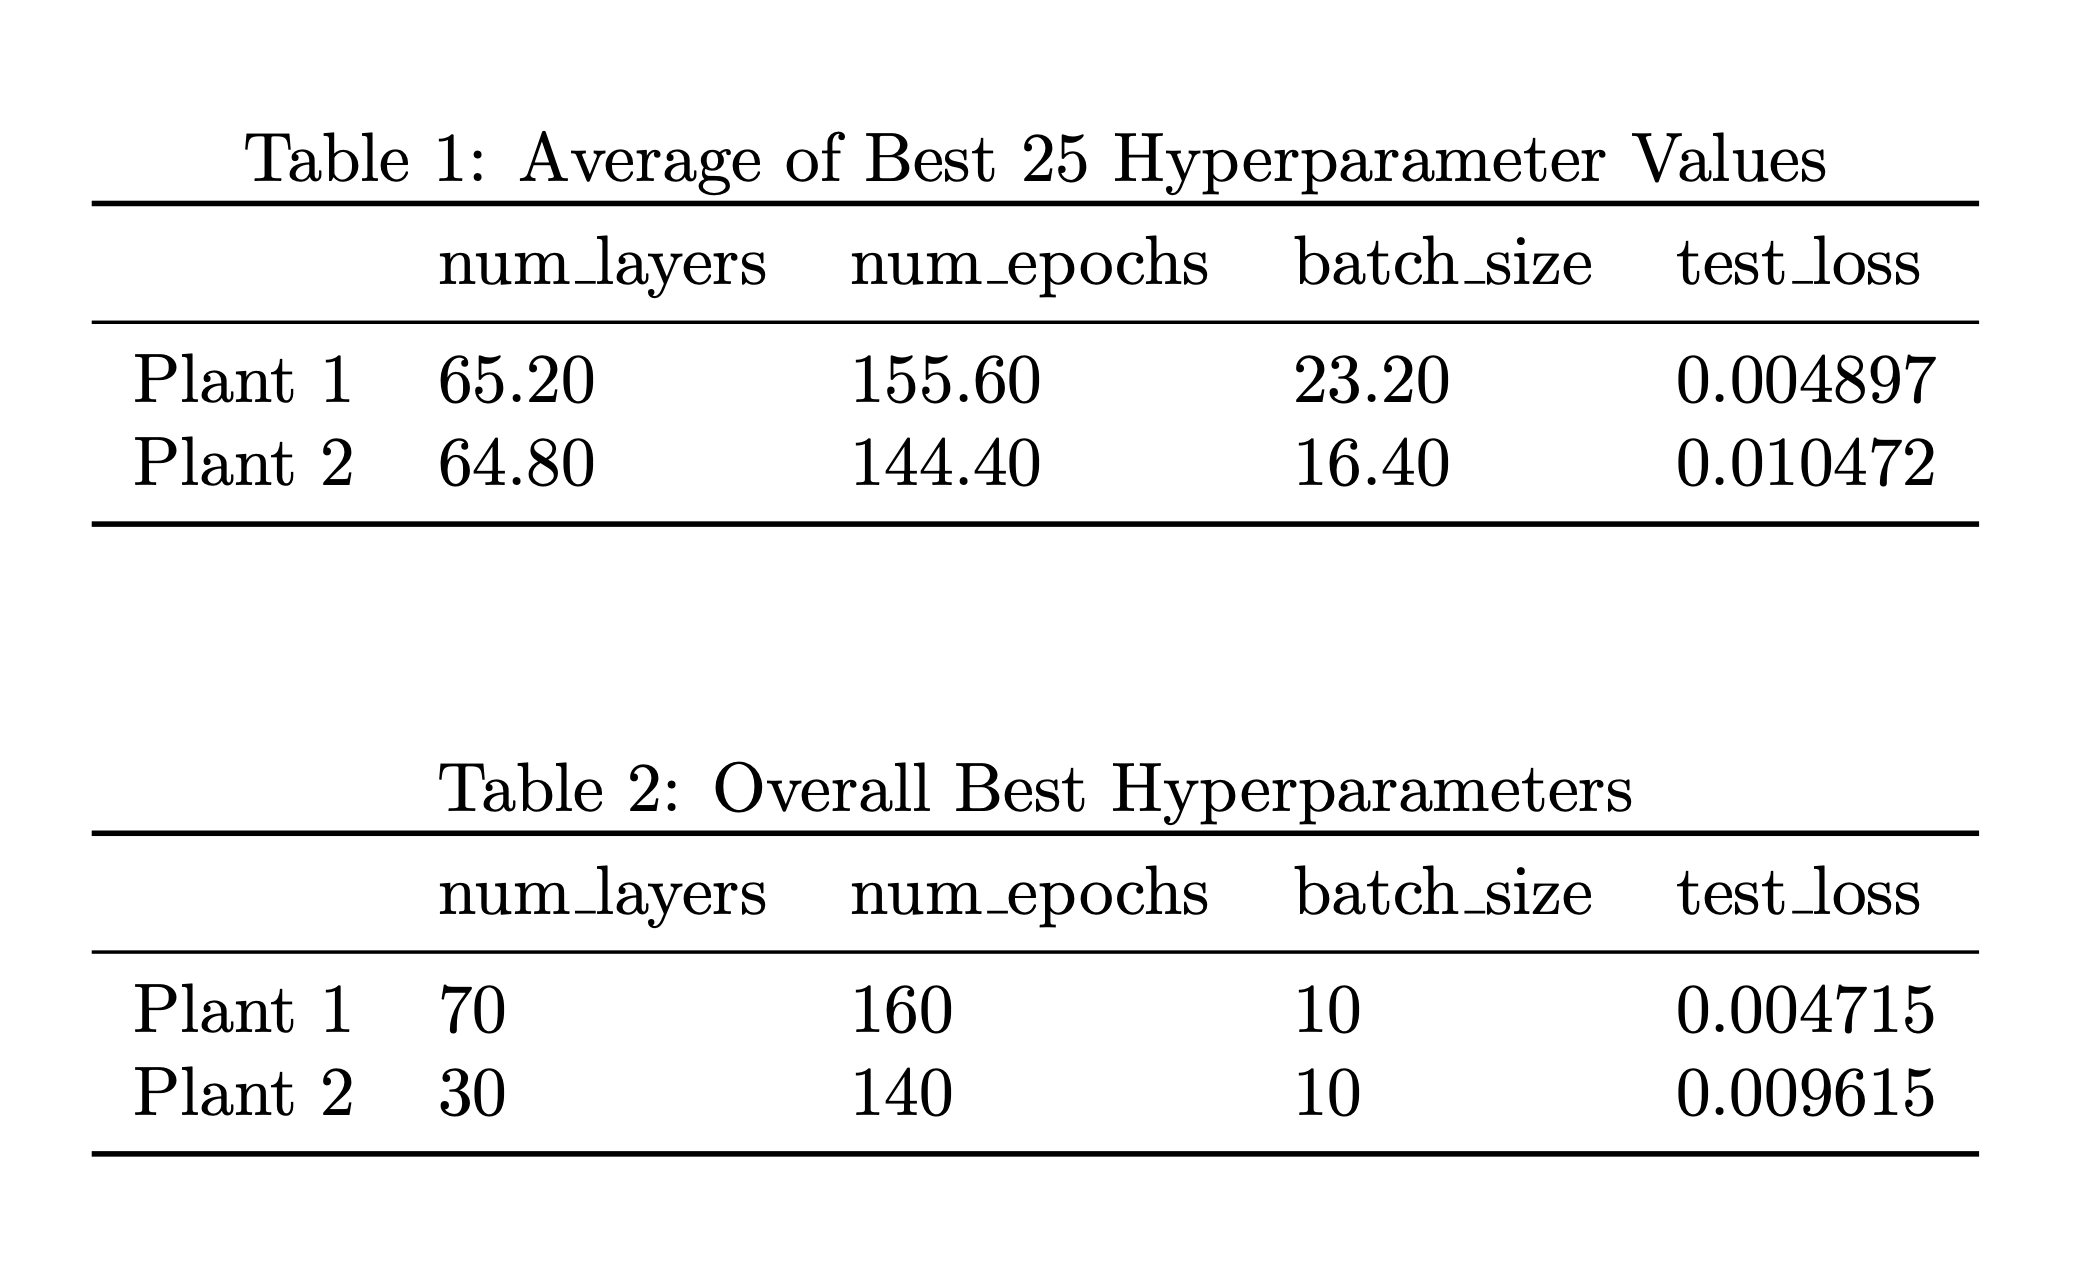 Table 1: Average of Best 25 Hyperparameter Values
num_layers num_epochs batch_size test_loss
Plant 1 65.20 155.60 23.20 0.004897
Plant 2 64.80 144.40 16.40 0.010472
Table 2: Overall Best Hyperparameters
num_layers num_epochs batch_size test_loss
Plant 1 70 160 10 0.004715
Plant 2 30 140 10 0.009615